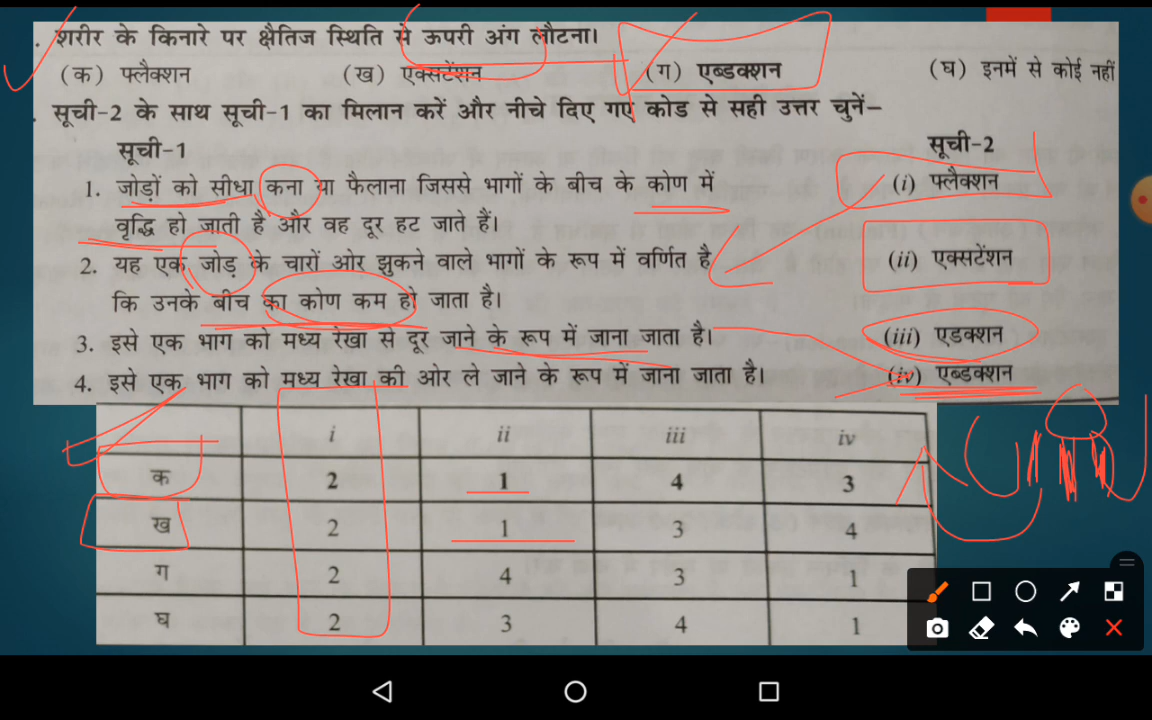 . शरीर के किनारे पर क्षैतिज स्थिति से ऊपरी अंग लौटना।
(क) फ्लैक्शन (ख) एक्सटेंशन (ग) एब्डक्शन (घ) इनमें से कोई नहीं
. सूची-2 के साथ सूची-1 का मिलान करें और नीचे दिए गए कोड से सही उत्तर चुनें–
सूची-1 सूची-2
1. जोड़ों को सीधा कना या फैलाना जिससे भागों के बीच के कोण में (i) फ्लैक्शन
वृद्धि हो जाती है और वह दूर हट जाते हैं।
2. यह एक जोड़ के चारों ओर झुकने वाले भागों के रूप में वर्णित है (ii) एक्सटेंशन
कि उनके बीच का कोण कम हो जाता है।
3. इसे एक भाग को मध्य रेखा से दूर जाने के रूप में जाना जाता है। (iii) एडक्शन
4. इसे एक भाग को मध्य रेखा की ओर ले जाने के रूप में जाना जाता है। (iv) एब्डक्शन
i ii iii iv
क 2 1 4 3
ख 2 1 3 4
ग 2 4 3 1
घ 2 3 4 1